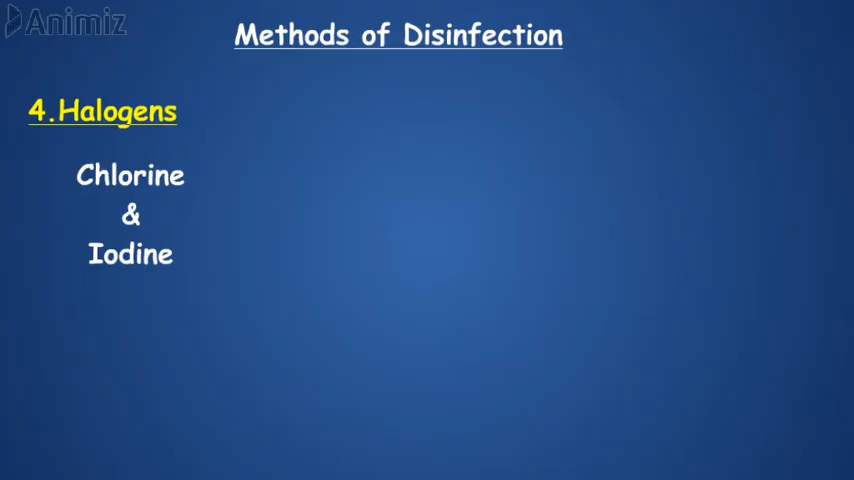 Animiz
Methods of Disinfection
4.Halogens
Chlorine
&
Iodine